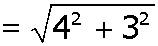 = √(4² + 3²)